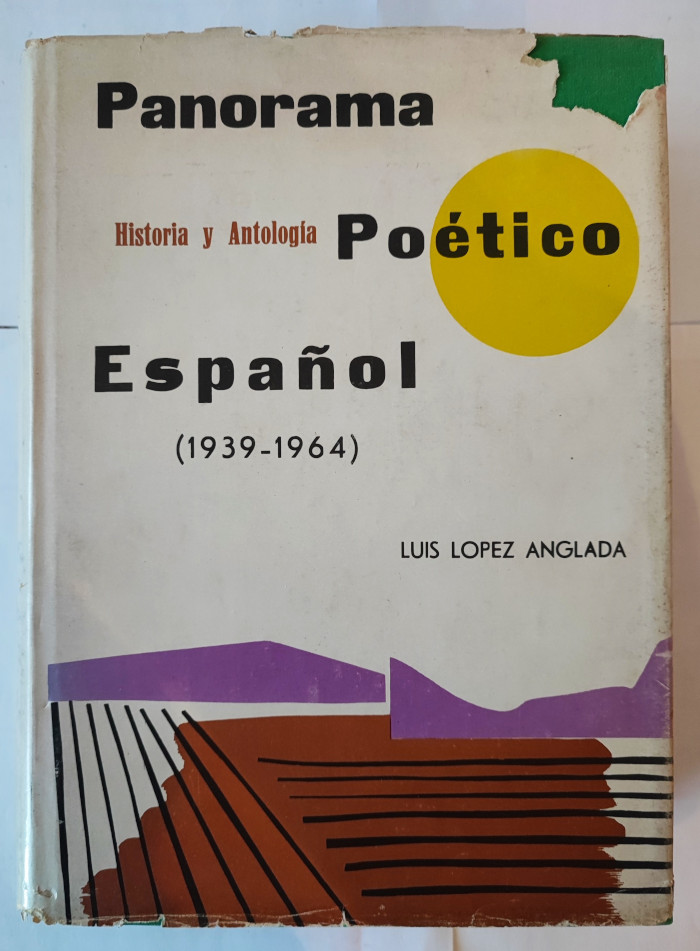 Panorama
Historia y Antología Poético
Español
(1939-1964)
LUIS LOPEZ ANGLADA